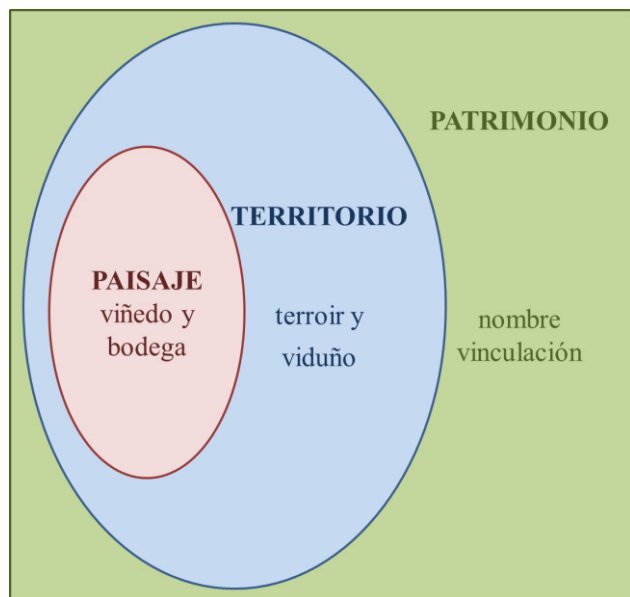 PATRIMONIO
TERRITORIO
PAISAJE
viñedo y
bodega
terroir y
viduño
nombre
vinculación